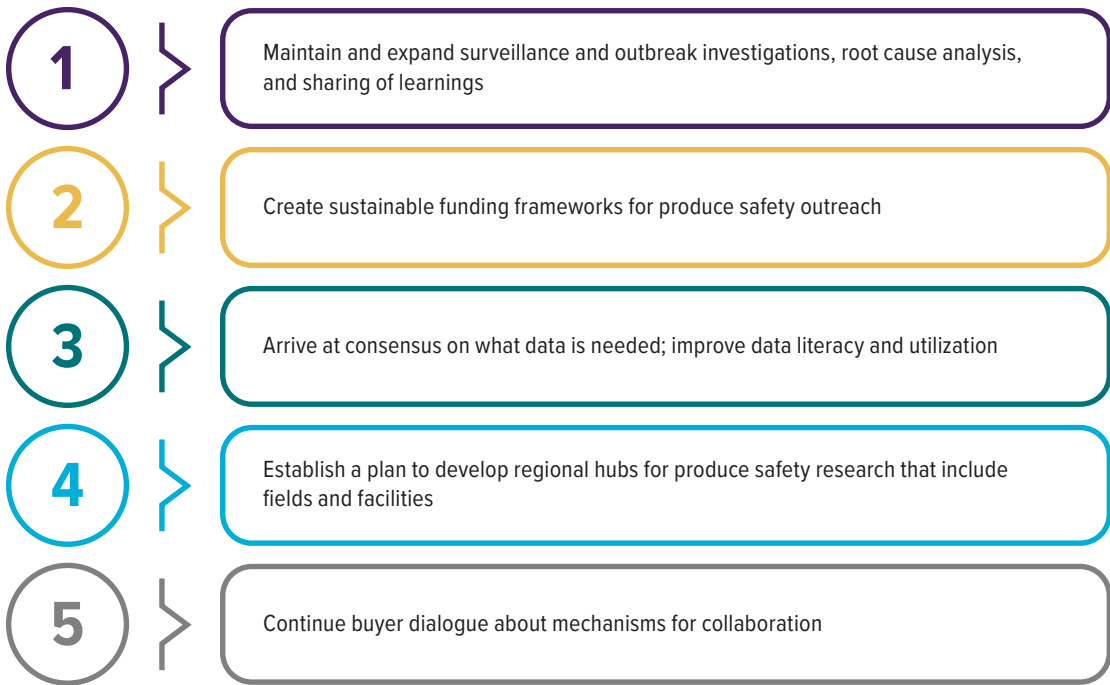 1
Maintain and expand surveillance and outbreak investigations, root cause analysis,
and sharing of learnings
2
Create sustainable funding frameworks for produce safety outreach
3
Arrive at consensus on what data is needed; improve data literacy and utilization
4
Establish a plan to develop regional hubs for produce safety research that include
fields and facilities
5
Continue buyer dialogue about mechanisms for collaboration